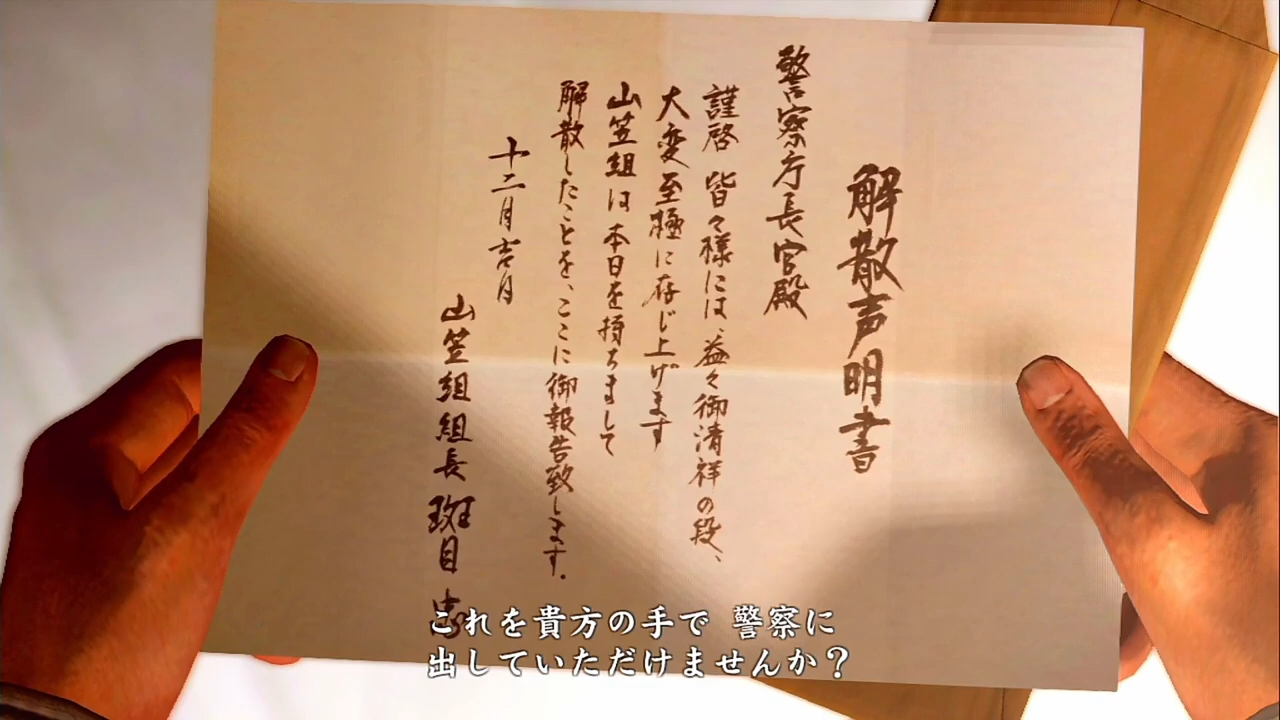 解散声明書
警察庁長官殿
謹啓 皆々様には、益々御清祥の段、
大変至極に存じ上げます
山笠組は本日を持ちまして
解散したことを、ここに御報告致します.
十二月吉日
山笠組組長 斑目 忠
これを貴方の手で 警察に
出していただけませんか?